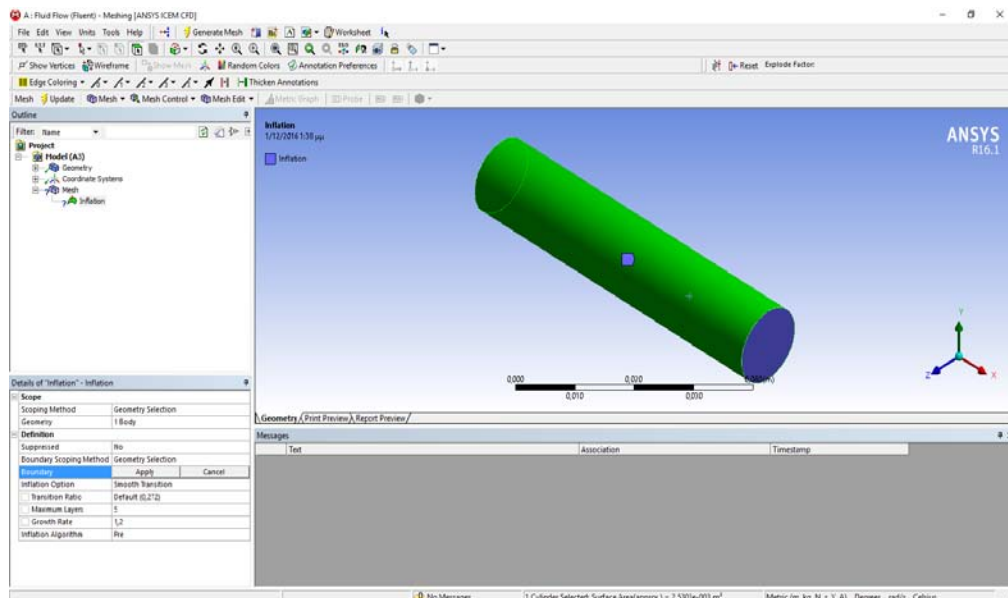 A : Fluid Flow (Fluent) - Meshing [ANSYS ICEM CFD]
File Edit View Units Tools Help Generate Mesh Worksheet
Show Vertices Wireframe Show Mesh Random Colors Annotation Preferences Reset Explode Factor:
Edge Coloring Thicken Annotations
Mesh Update Mesh Mesh Control Mesh Edit Metric Graph Probe
Outline
Filter: Name
Project
Model (A3)
Geometry
Coordinate Systems
Mesh
Inflation
Inflation
1/12/2016 1:38 μμ
Inflation
ANSYS
R16.1
Y
Z
X
0,000 0,020
0,010 0,030
Geometry Print Preview Report Preview
Details of "Inflation" - Inflation
Scope
Scoping Method Geometry Selection
Geometry 1 Body
Definition
Suppressed No
Boundary Scoping Method Geometry Selection
Boundary Apply Cancel
Inflation Option Smooth Transition
Transition Ratio Default (0,272)
Maximum Layers 5
Growth Rate 1,2
Inflation Algorithm Pre
Messages
Text Association Timestamp
No Messages